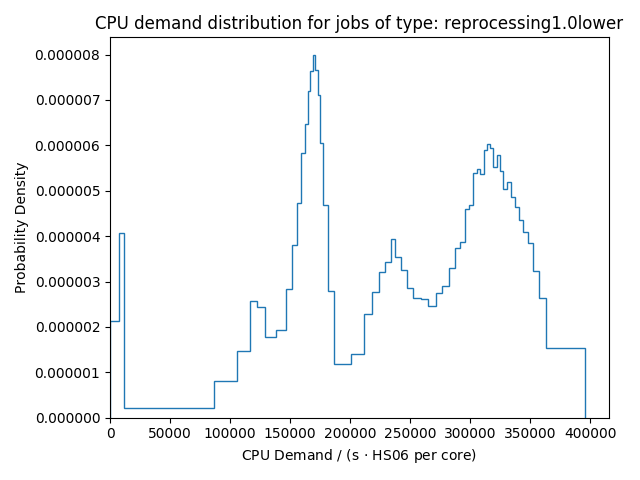 CPU demand distribution for jobs of type: reprocessing1.0lower
0.000008
0.000007
0.000006
0.000005
0.000004
0.000003
0.000002
0.000001
0.000000
Probability Density
0 50000 100000 150000 200000 250000 300000 350000 400000
CPU Demand / (s · HS06 per core)